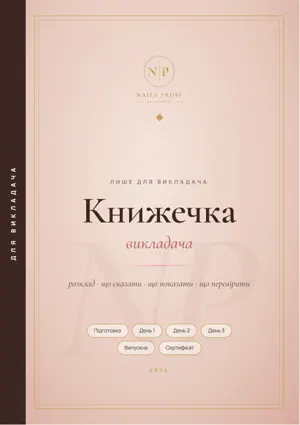 ДЛЯ ВИКЛАДАЧА
N P
NAILS PROFI
ЛИШЕ ДЛЯ ВИКЛАДАЧА
Книжечка
викладача
розклад · що сказати · що показати · що перевірити
Підготовка
День 1
День 2
День 3
Випускна
Сертифікат
NP